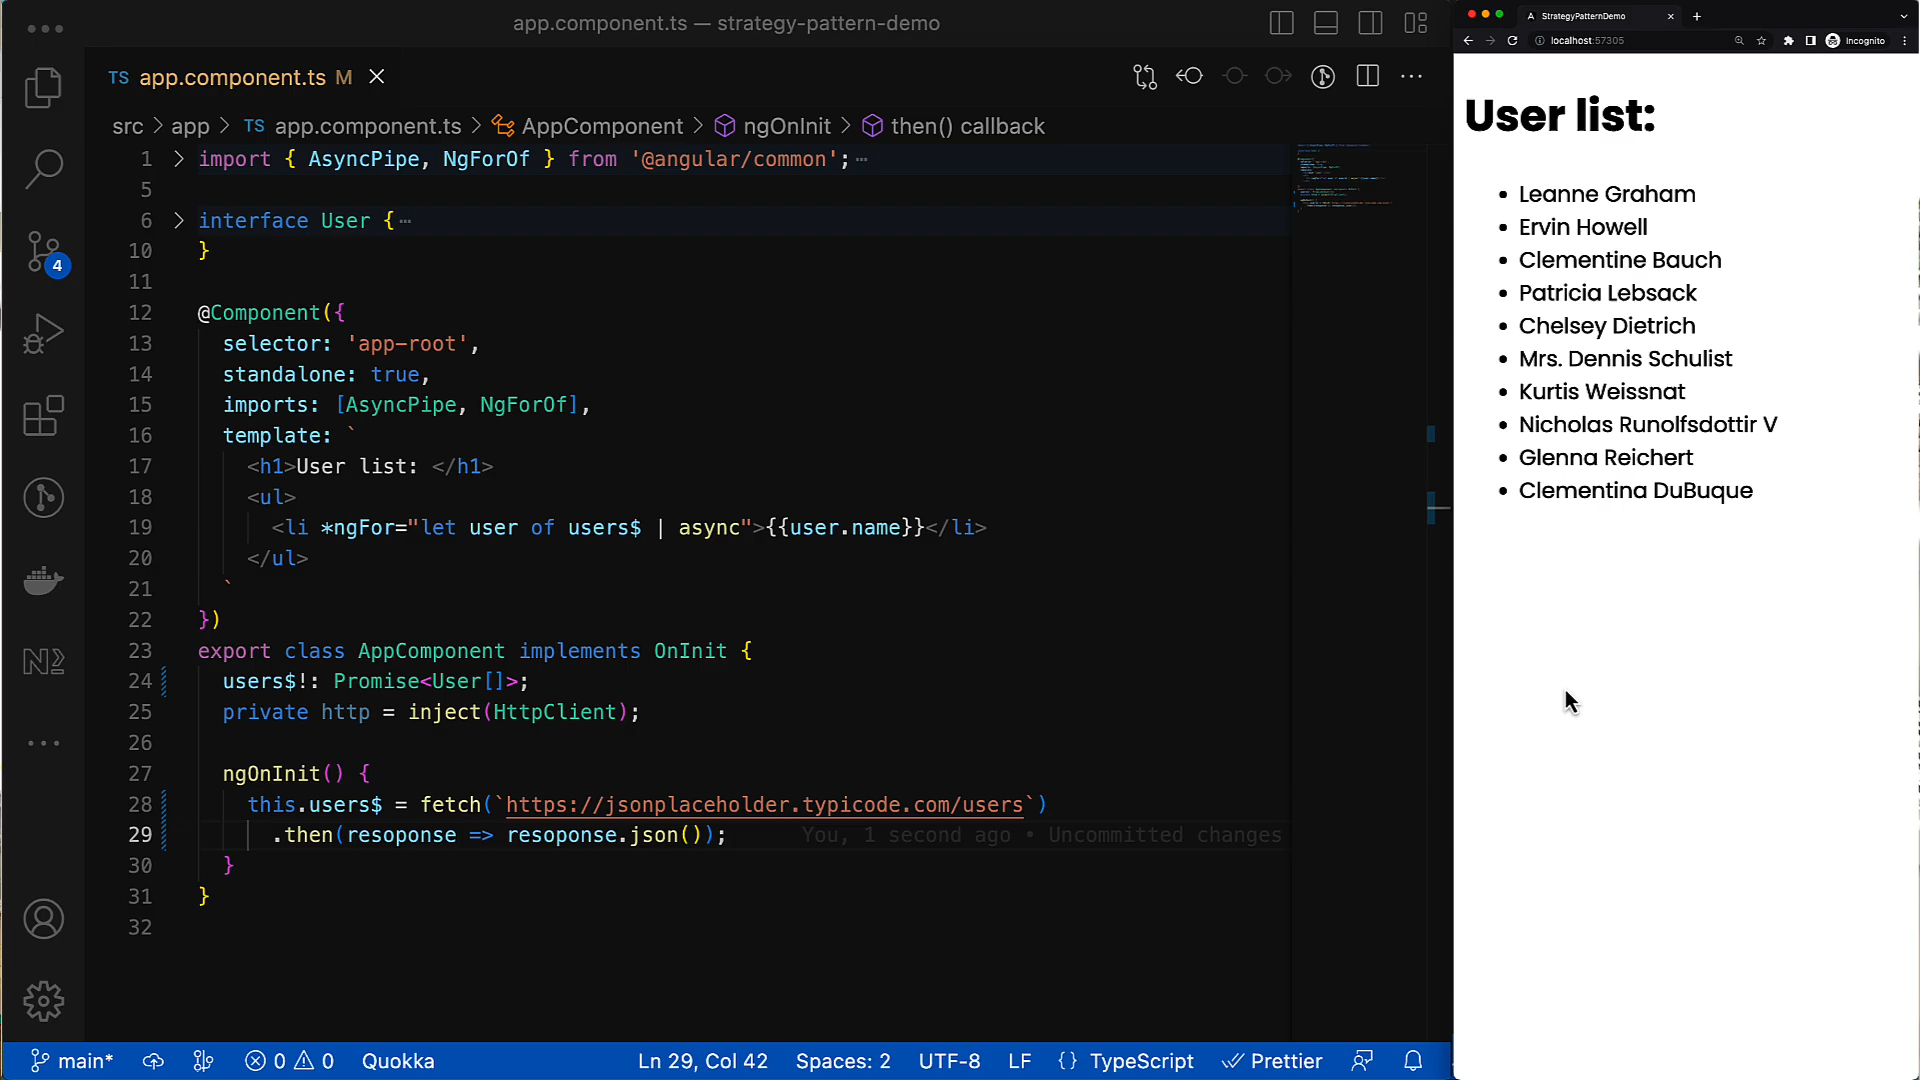 app.component.ts — strategy-pattern-demo
TS app.component.ts M
src > app > TS app.component.ts > AppComponent > ngOnInit > then() callback
1 import { AsyncPipe, NgForOf } from '@angular/common';
5
6 interface User {
10 }
11
12 @Component({
13 selector: 'app-root',
14 standalone: true,
15 imports: [AsyncPipe, NgForOf],
16 template: `
17 <h1>User list: </h1>
18 <ul>
19 <li *ngFor="let user of users$ | async">{{user.name}}</li>
20 </ul>
21 `
22 })
23 export class AppComponent implements OnInit {
24 users$!: Promise<User[]>;
25 private http = inject(HttpClient);
26
27 ngOnInit() {
28 this.users$ = fetch(`https://jsonplaceholder.typicode.com/users`)
29 .then(resoponse => resoponse.json()); You, 1 second ago • Uncommitted changes
30 }
31 }
32
4
main* 0 0 Quokka Ln 29, Col 42 Spaces: 2 UTF-8 LF {} TypeScript Prettier
StrategyPatternDemo
localhost:57305 Incognito
User list:
• Leanne Graham
• Ervin Howell
• Clementine Bauch
• Patricia Lebsack
• Chelsey Dietrich
• Mrs. Dennis Schulist
• Kurtis Weissnat
• Nicholas Runolfsdottir V
• Glenna Reichert
• Clementina DuBuque